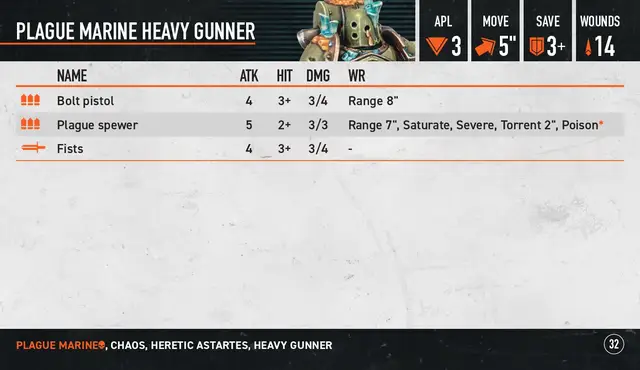 PLAGUE MARINE HEAVY GUNNER
APL 3
MOVE 5"
SAVE 3+
WOUNDS 14
NAME ATK HIT DMG WR
Bolt pistol 4 3+ 3/4 Range 8"
Plague spewer 5 2+ 3/3 Range 7", Saturate, Severe, Torrent 2", Poison*
Fists 4 3+ 3/4 -
PLAGUE MARINE, CHAOS, HERETIC ASTARTES, HEAVY GUNNER
32